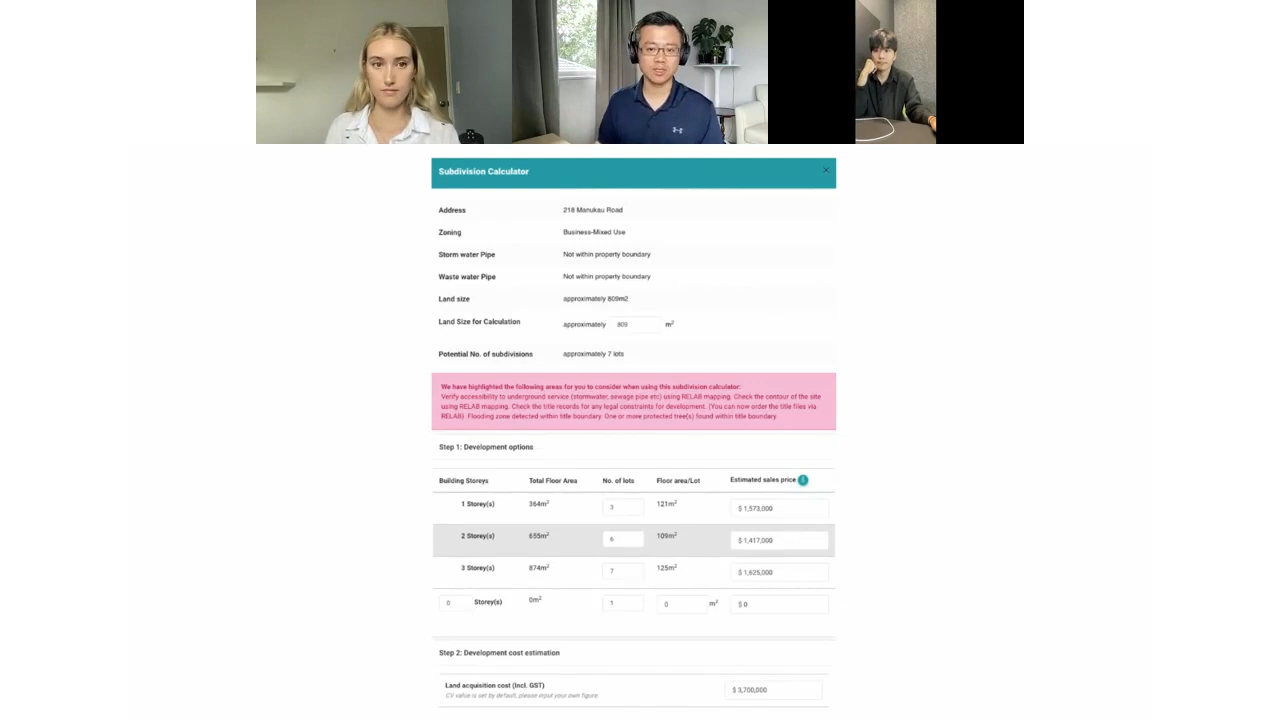 Subdivision Calculator
Address 218 Manukau Road
Zoning Business-Mixed Use
Storm water Pipe Not within property boundary
Waste water Pipe Not within property boundary
Land size approximately 809m2
Land Size for Calculation approximately 809 m²
Potential No. of subdivisions approximately 7 lots
We have highlighted the following areas for you to consider when using this subdivision calculator:
Verify accessibility to underground service (stormwater, sewage pipe etc) using RELAB mapping. Check the contour of the site
using RELAB mapping. Check the title records for any legal constraints for development. (You can now order the title files via
RELAB) Flooding zone detected within title boundary. One or more protected tree(s) found within title boundary.
Step 1: Development options
Building Storeys Total Floor Area No. of lots Floor area/Lot Estimated sales price
1 Storey(s) 364m² 3 121m² $ 1,573,000
2 Storey(s) 655m² 6 109m² $ 1,417,000
3 Storey(s) 874m² 7 125m² $ 1,625,000
0 Storey(s) 0m² 1 0 m² $ 0
Step 2: Development cost estimation
Land acquisition cost (Incl. GST) $ 3,700,000
CV value is set by default, please input your own figure.